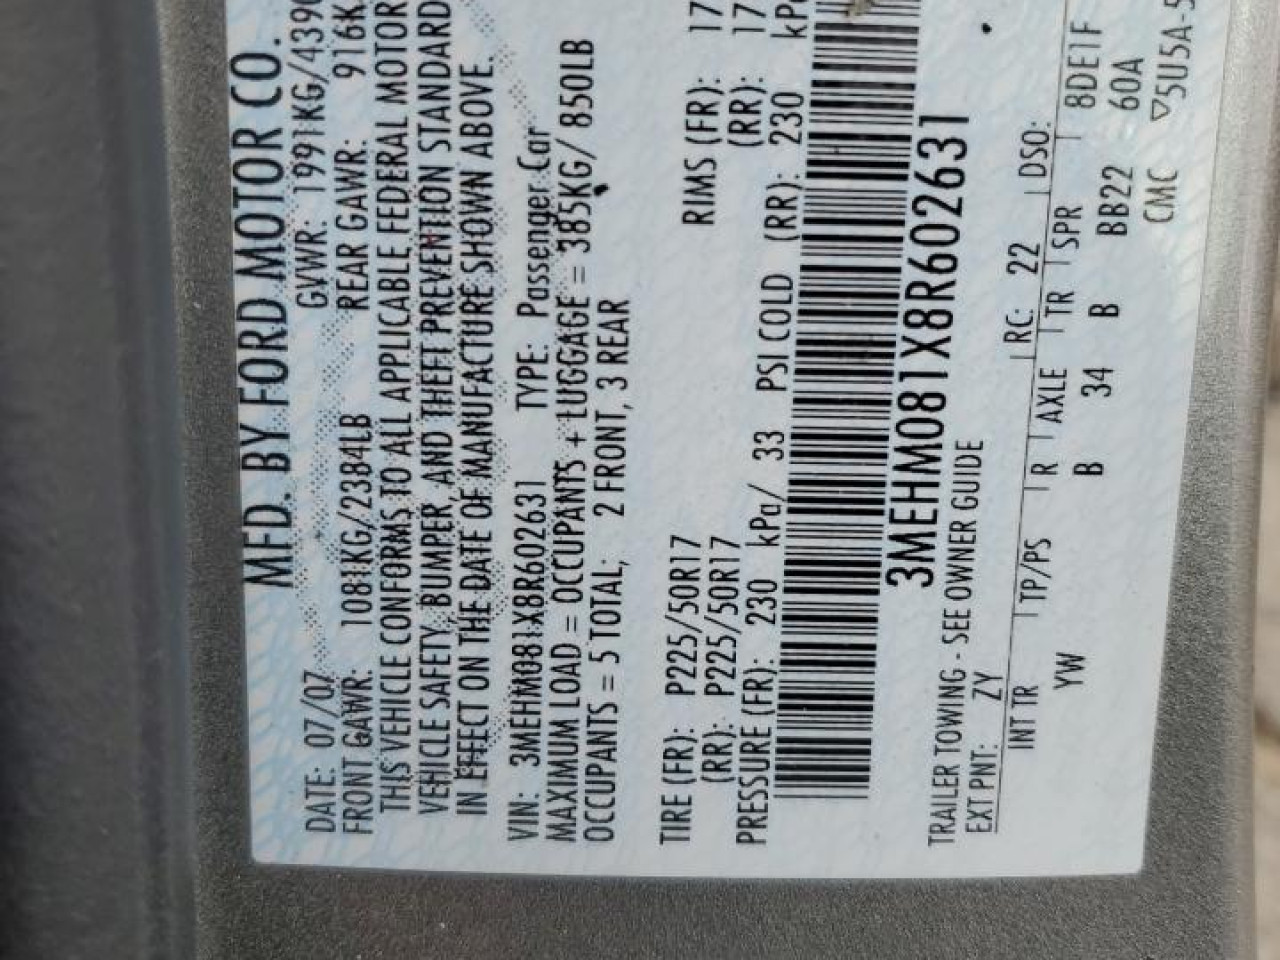 MFD. BY FORD MOTOR CO.
DATE: 07/07 GVWR: 1991KG/439
FRONT GAWR: 1081KG/2384LB REAR GAWR: 916K
THIS VEHICLE CONFORMS TO ALL APPLICABLE FEDERAL MOTOR
VEHICLE SAFETY, BUMPER, AND THEFT PREVENTION STANDARD
IN EFFECT ON THE DATE OF MANUFACTURE SHOWN ABOVE.
VIN: 3MEHM081X8R602631 TYPE: Passenger Car
MAXIMUM LOAD = OCCUPANTS + LUGGAGE = 385KG/ 850LB
OCCUPANTS = 5 TOTAL; 2 FRONT, 3 REAR
TIRE (FR): P225/50R17 RIMS (FR): 17
(RR): P225/50R17 (RR): 17
PRESSURE (FR): 230 kPa/ 33 PSI COLD (RR): 230 kPa
3MEHM081X8R602631
TRAILER TOWING - SEE OWNER GUIDE
EXT PNT: ZY RC: 22 DSO:
INT TR TP/PS R AXLE TR SPR 8DE1F
YW B 34 B BB22 60A
CMC ▽5U5A-5